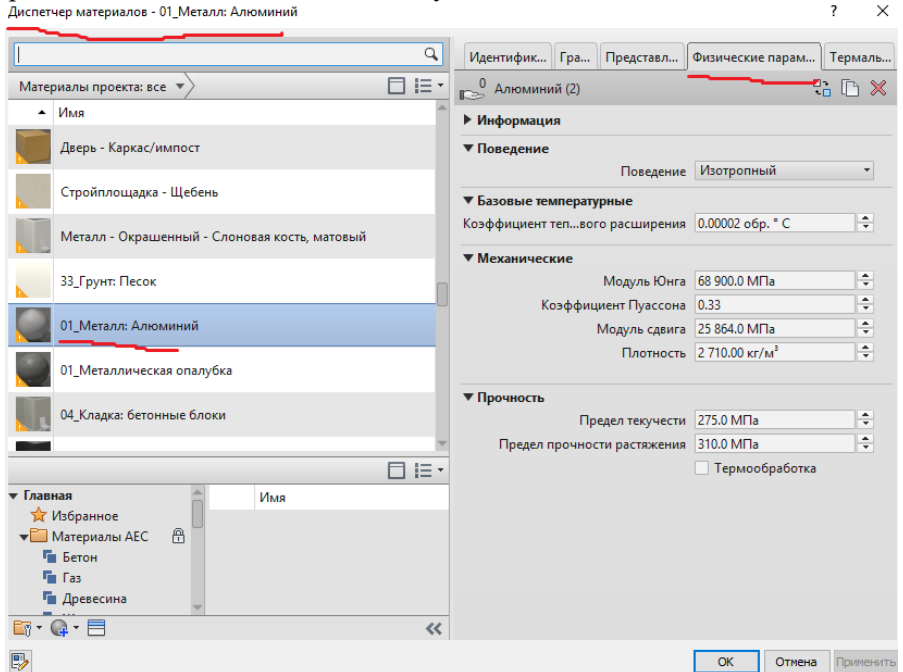 Диспетчер материалов - 01_Металл: Алюминий
?
Идентифик... Гра... Представл... Физические парам... Термаль...
Материалы проекта: все
0 Алюминий (2)
Имя
Информация
Дверь - Каркас/импост
Поведение
Поведение Изотропный
Стройплощадка - Щебень
Базовые температурные
Коэффициент теп...вого расширения 0.00002 обр. ° C
Металл - Окрашенный - Слоновая кость, матовый
Механические
33_Грунт: Песок
Модуль Юнга 68 900.0 МПа
Коэффициент Пуассона 0.33
01_Металл: Алюминий
Модуль сдвига 25 864.0 МПа
Плотность 2 710.00 кг/м³
01_Металлическая опалубка
Прочность
04_Кладка: бетонные блоки
Предел текучести 275.0 МПа
Предел прочности растяжения 310.0 МПа
Термообработка
Главная
Имя
Избранное
Материалы AEC
Бетон
Газ
Древесина
ОК Отмена Применить